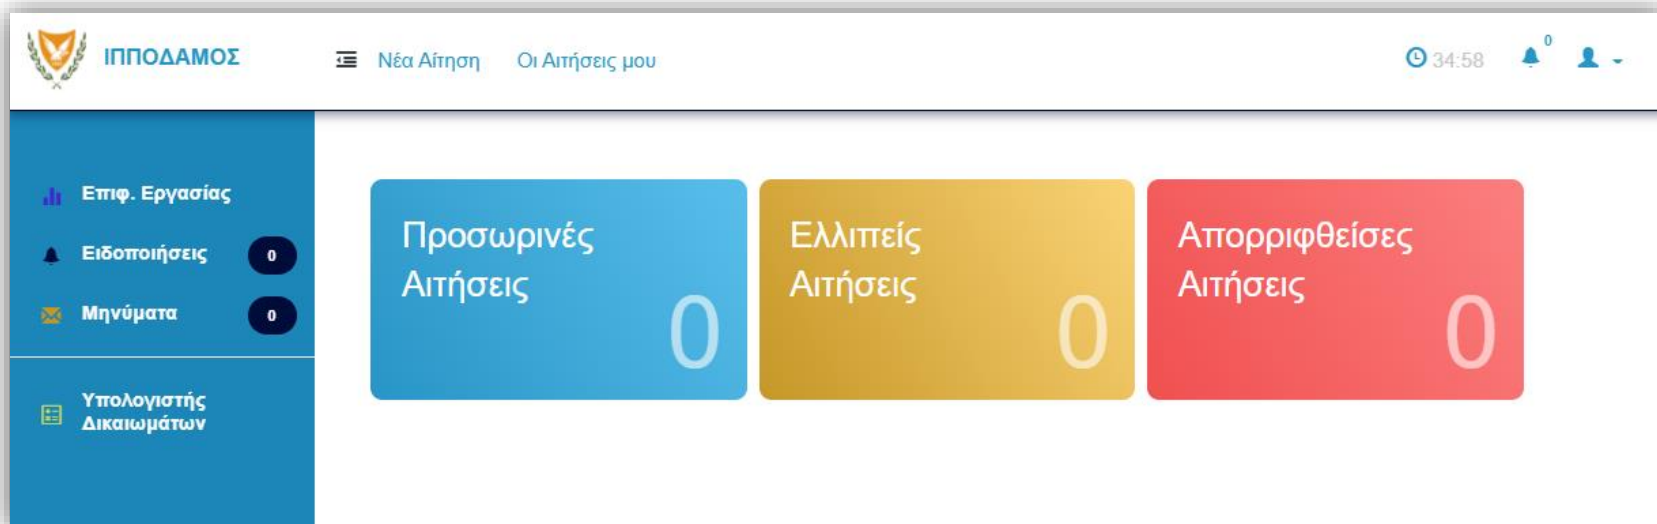 ΙΠΠΟΔΑΜΟΣ
Νέα Αίτηση Οι Αιτήσεις μου
34:58
0
Επιφ. Εργασίας
Ειδοποιήσεις 0
Μηνύματα 0
Υπολογιστής
Δικαιωμάτων
Προσωρινές
Αιτήσεις
0
Ελλιπείς
Αιτήσεις
0
Απορριφθείσες
Αιτήσεις
0